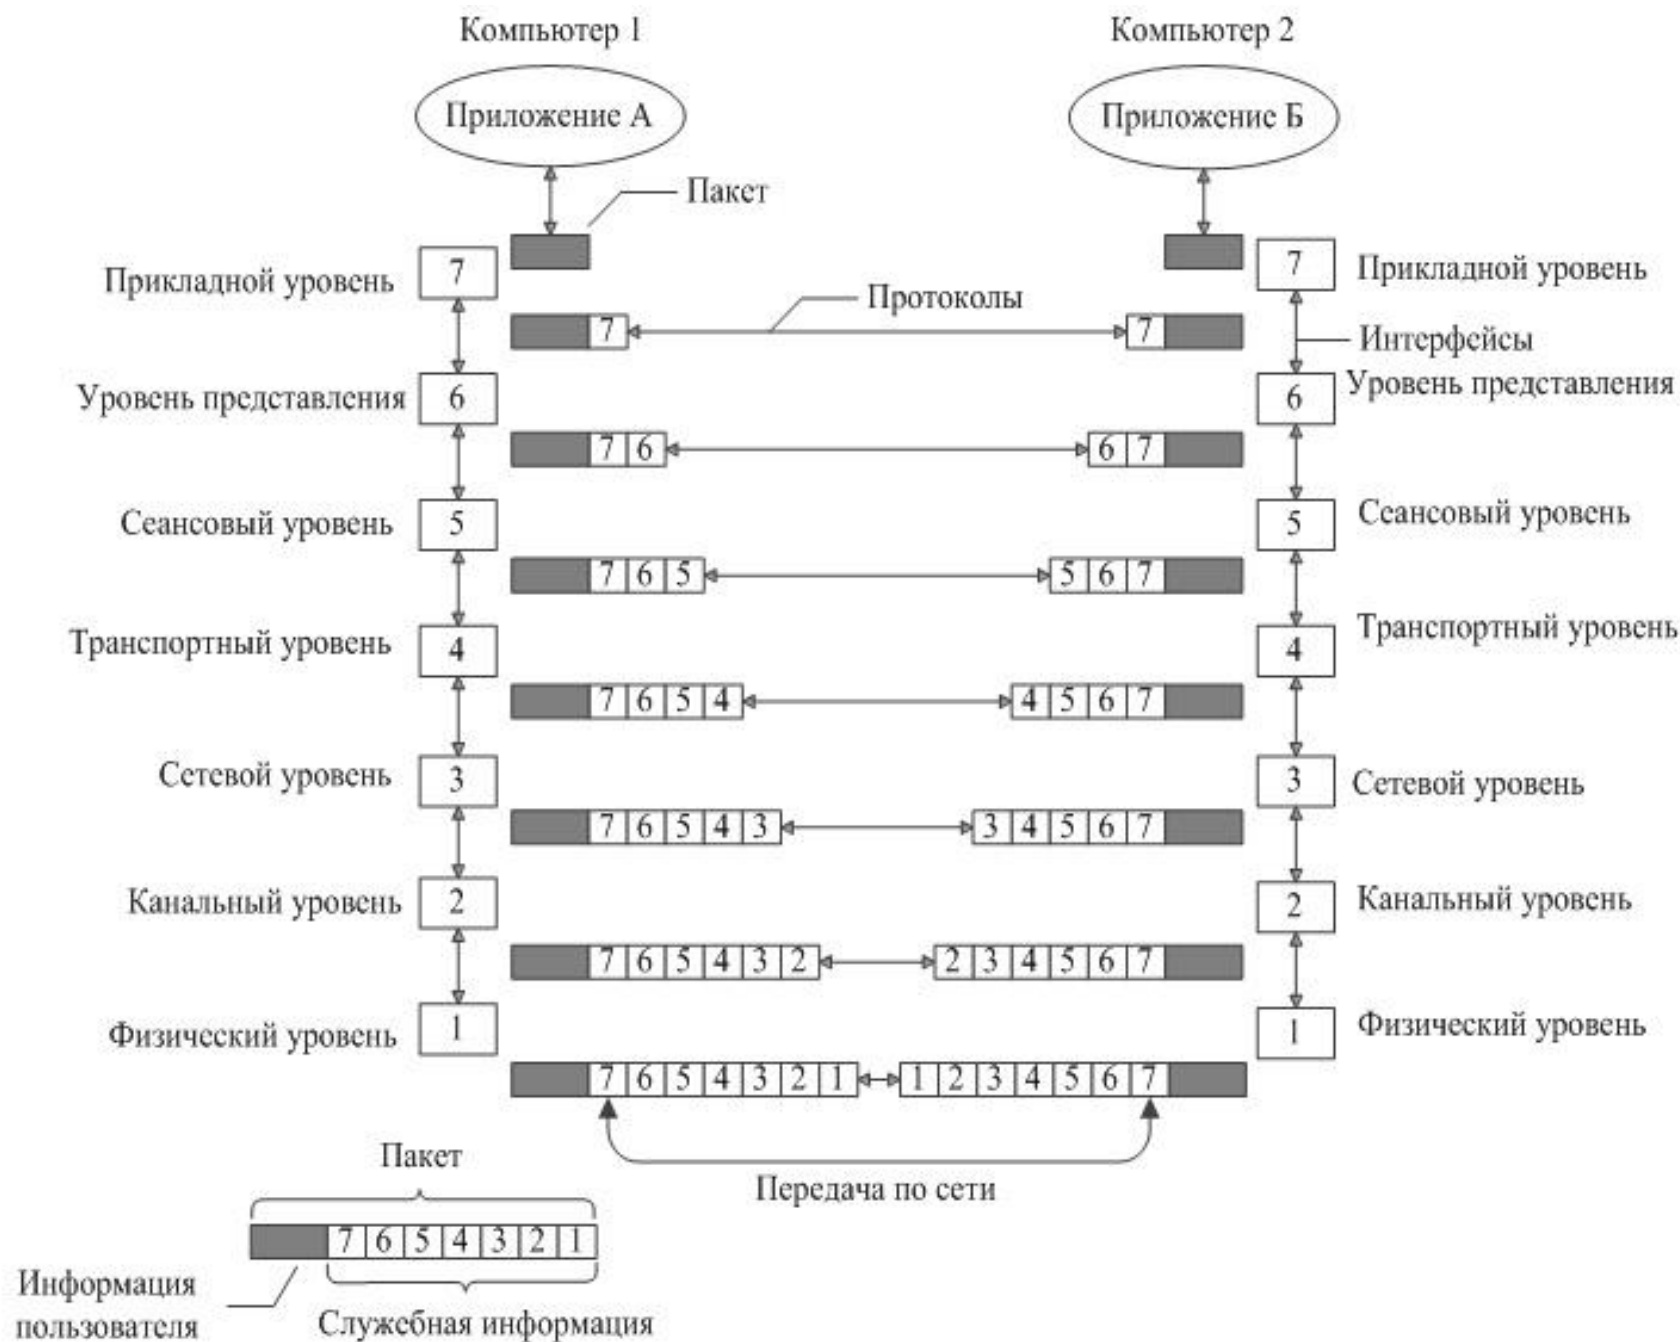 Компьютер 1 Компьютер 2
Приложение А Приложение Б
Пакет
7 7
Прикладной уровень Прикладной уровень
Протоколы
7 7
Интерфейсы
Уровень представления 6 6 Уровень представления
7 6 6 7
Сеансовый уровень 5 5 Сеансовый уровень
7 6 5 5 6 7
Транспортный уровень 4 4 Транспортный уровень
7 6 5 4 4 5 6 7
Сетевой уровень 3 3 Сетевой уровень
7 6 5 4 3 3 4 5 6 7
Канальный уровень 2 2 Канальный уровень
7 6 5 4 3 2 2 3 4 5 6 7
Физический уровень 1 1 Физический уровень
7 6 5 4 3 2 1 1 2 3 4 5 6 7
Передача по сети
Пакет
7 6 5 4 3 2 1
Информация
пользователя
Служебная информация